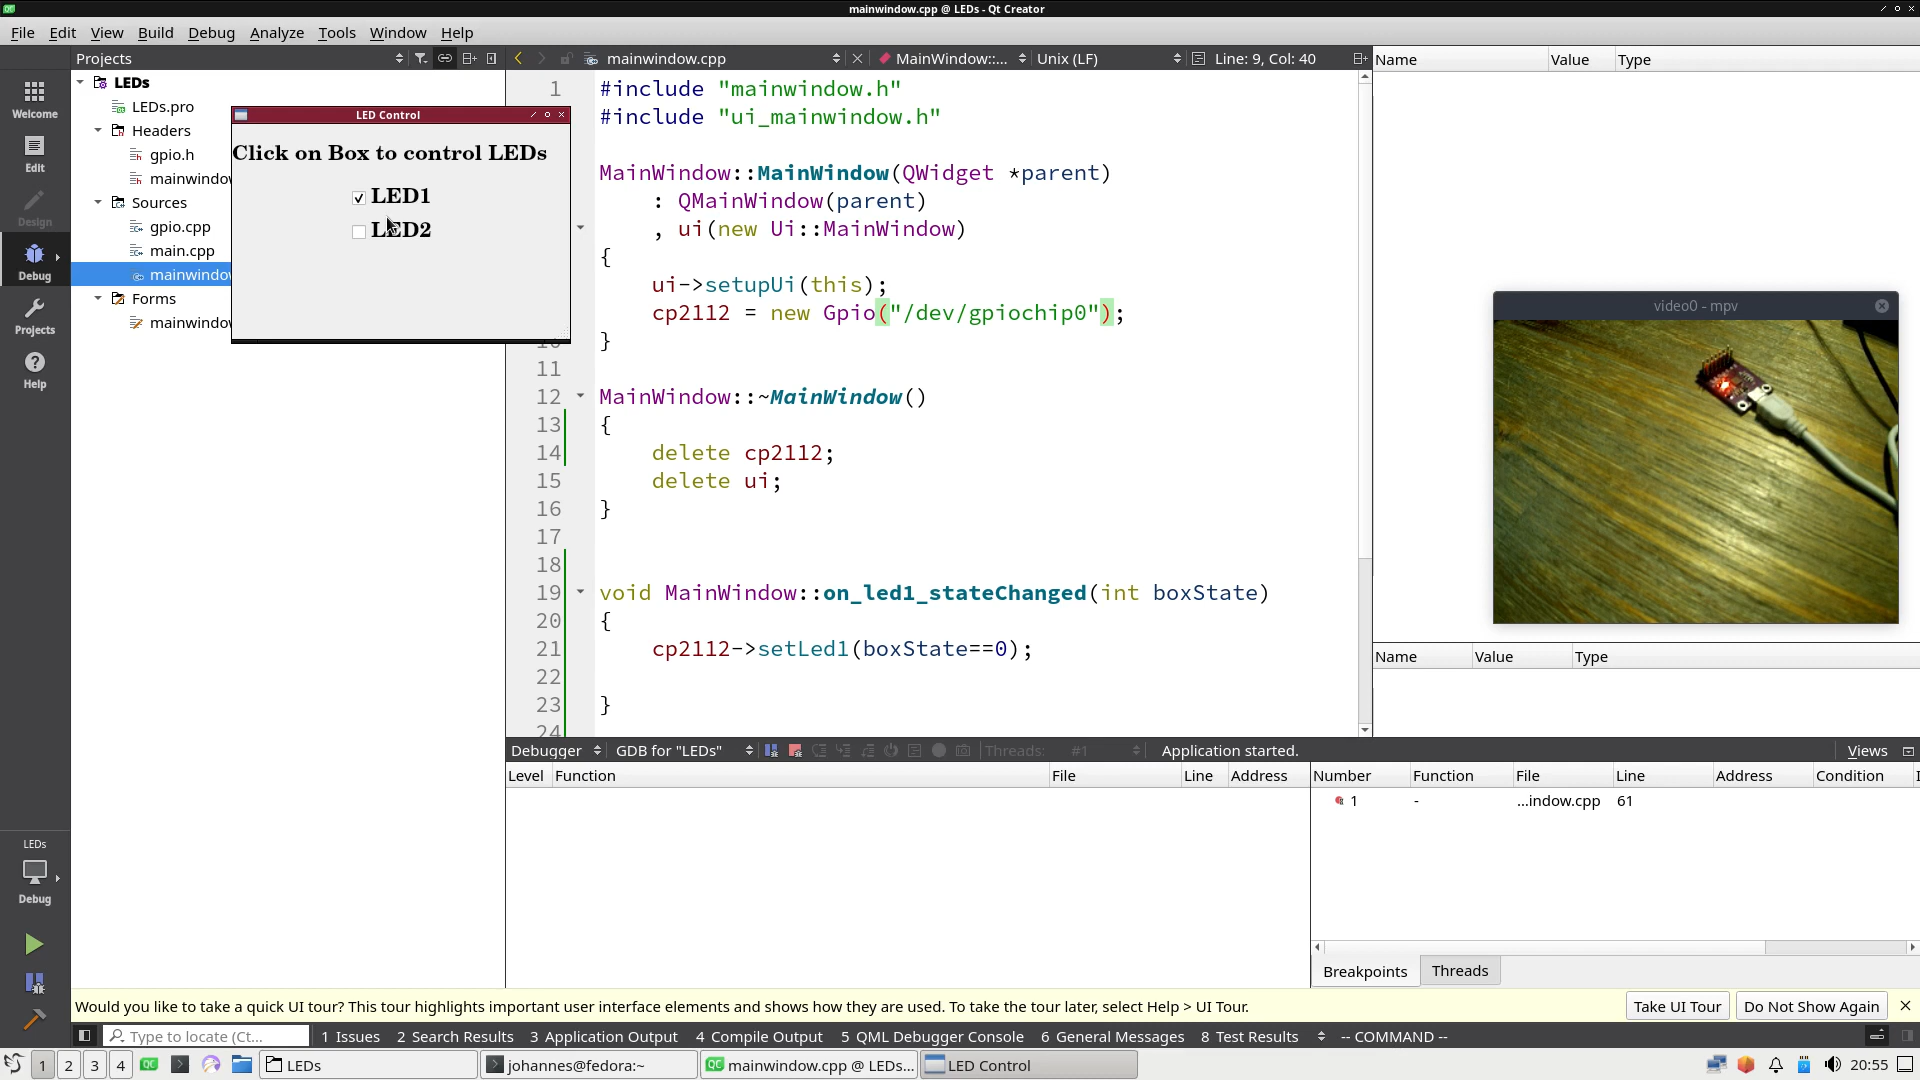 mainwindow.cpp @ LEDs - Qt Creator
File Edit View Build Debug Analyze Tools Window Help
Projects
mainwindow.cpp
MainWindow::...
Unix (LF)
Line: 9, Col: 40
Name Value Type
Welcome
Edit
Design
Debug
Projects
Help
LEDs
LEDs.pro
Headers
gpio.h
mainwindow
Sources
gpio.cpp
main.cpp
mainwindow
Forms
mainwindow
LED Control
Click on Box to control LEDs
LED1
LED2
1 #include "mainwindow.h"
#include "ui_mainwindow.h"
MainWindow::MainWindow(QWidget *parent)
: QMainWindow(parent)
, ui(new Ui::MainWindow)
{
ui->setupUi(this);
cp2112 = new Gpio("/dev/gpiochip0");
10 }
11
12 MainWindow::~MainWindow()
13 {
14 delete cp2112;
15 delete ui;
16 }
17
18
19 void MainWindow::on_led1_stateChanged(int boxState)
20 {
21 cp2112->setLed1(boxState==0);
22
23 }
24
video0 - mpv
Name Value Type
Debugger GDB for "LEDs" Threads: #1 Application started. Views
Level Function File Line Address
Number Function File Line Address Condition I
1 - ...indow.cpp 61
Breakpoints Threads
LEDs
Debug
Would you like to take a quick UI tour? This tour highlights important user interface elements and shows how they are used. To take the tour later, select Help > UI Tour.
Take UI Tour
Do Not Show Again
Type to locate (Ct...
1 Issues 2 Search Results 3 Application Output 4 Compile Output 5 QML Debugger Console 6 General Messages 8 Test Results -- COMMAND --
1 2 3 4 QC LEDs johannes@fedora:~ QC mainwindow.cpp @ LEDs... LED Control 20:55